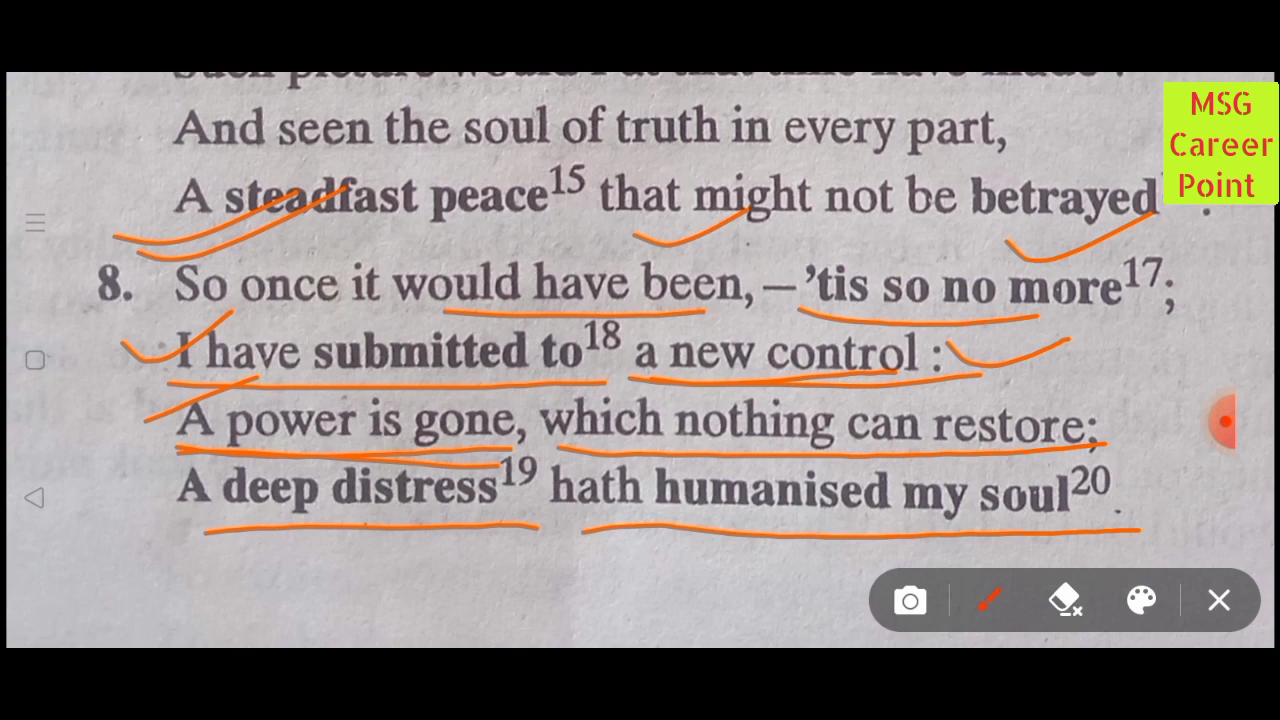 And seen the soul of truth in every part,
A steadfast peace15 that might not be betrayed
8. So once it would have been, – 'tis so no more17;
I have submitted to18 a new control :
A power is gone, which nothing can restore;
A deep distress19 hath humanised my soul20.
MSG
Career
Point